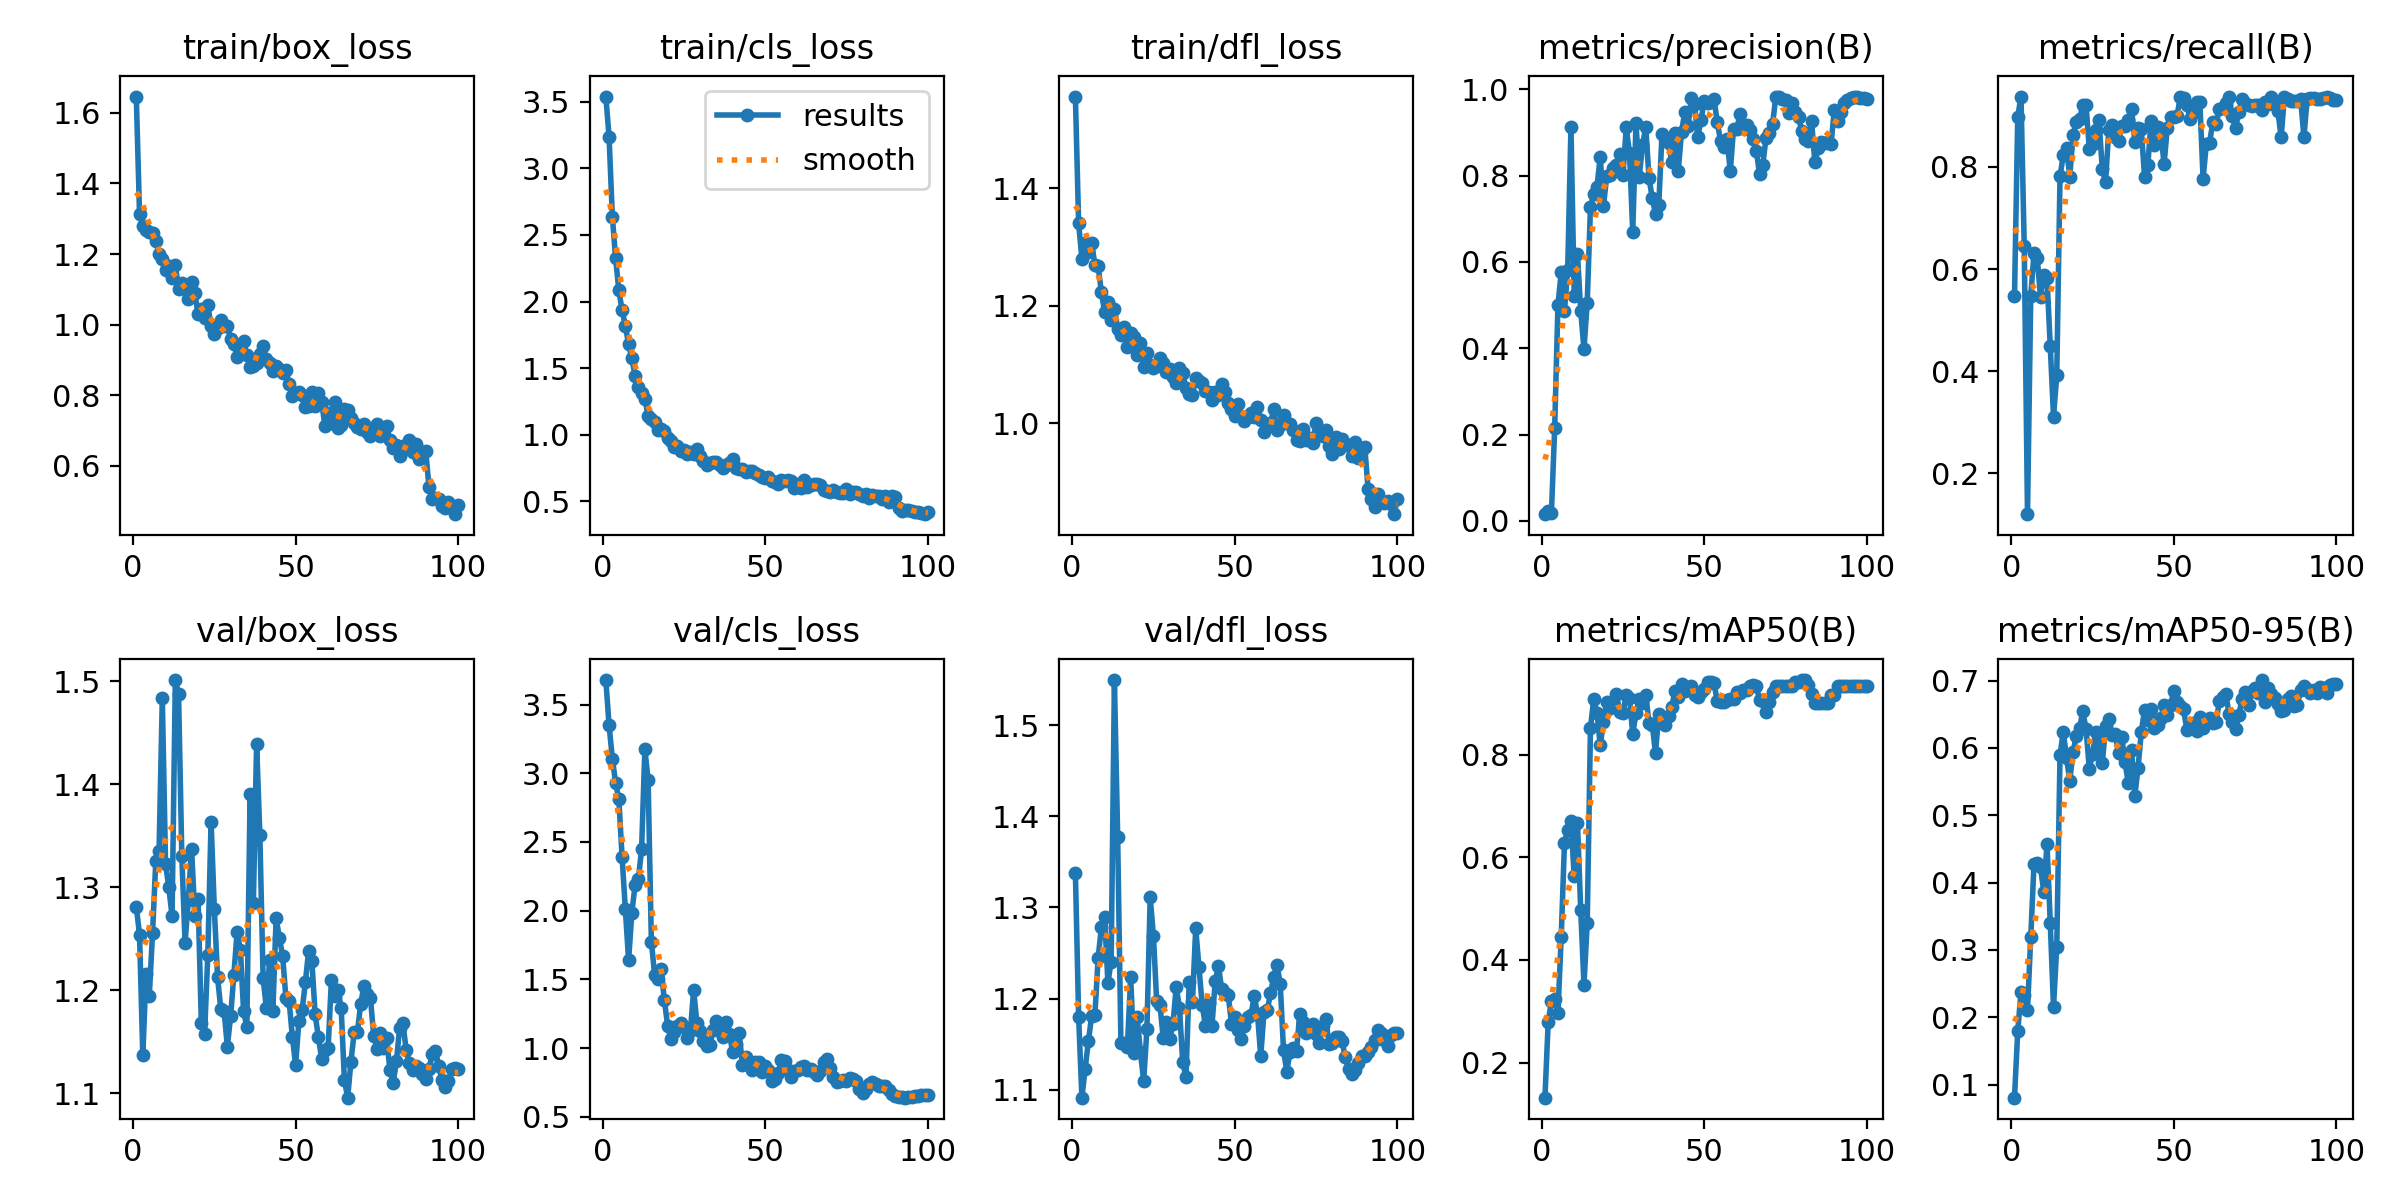 train/box_loss
1.6
1.4
1.2
1.0
0.8
0.6
0 50 100
train/cls_loss
3.5
3.0
2.5
2.0
1.5
1.0
0.5
0 50 100
results
smooth
train/dfl_loss
1.4
1.2
1.0
0 50 100
metrics/precision(B)
1.0
0.8
0.6
0.4
0.2
0.0
0 50 100
metrics/recall(B)
0.8
0.6
0.4
0.2
0 50 100
val/box_loss
1.5
1.4
1.3
1.2
1.1
0 50 100
val/cls_loss
3.5
3.0
2.5
2.0
1.5
1.0
0.5
0 50 100
val/dfl_loss
1.5
1.4
1.3
1.2
1.1
0 50 100
metrics/mAP50(B)
0.8
0.6
0.4
0.2
0 50 100
metrics/mAP50-95(B)
0.7
0.6
0.5
0.4
0.3
0.2
0.1
0 50 100